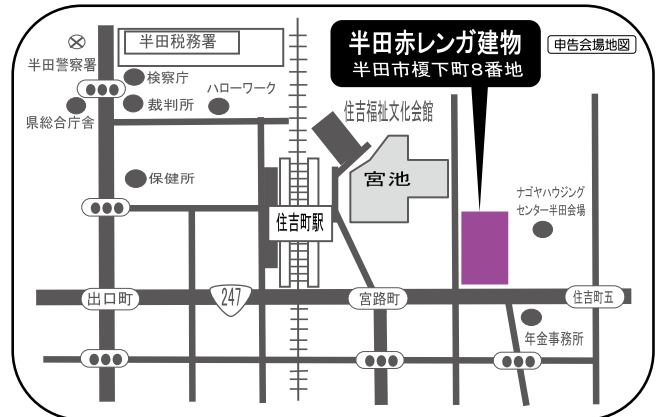 半田税務署
半田赤レンガ建物
半田市榎下町8番地
申告会場地図
半田警察署
検察庁
ハローワーク
裁判所
県総合庁舎
住吉福祉文化会館
保健所
宮池
ナゴヤハウジング
センター半田会場
住吉町駅
出口町
247
宮路町
住吉町五
年金事務所